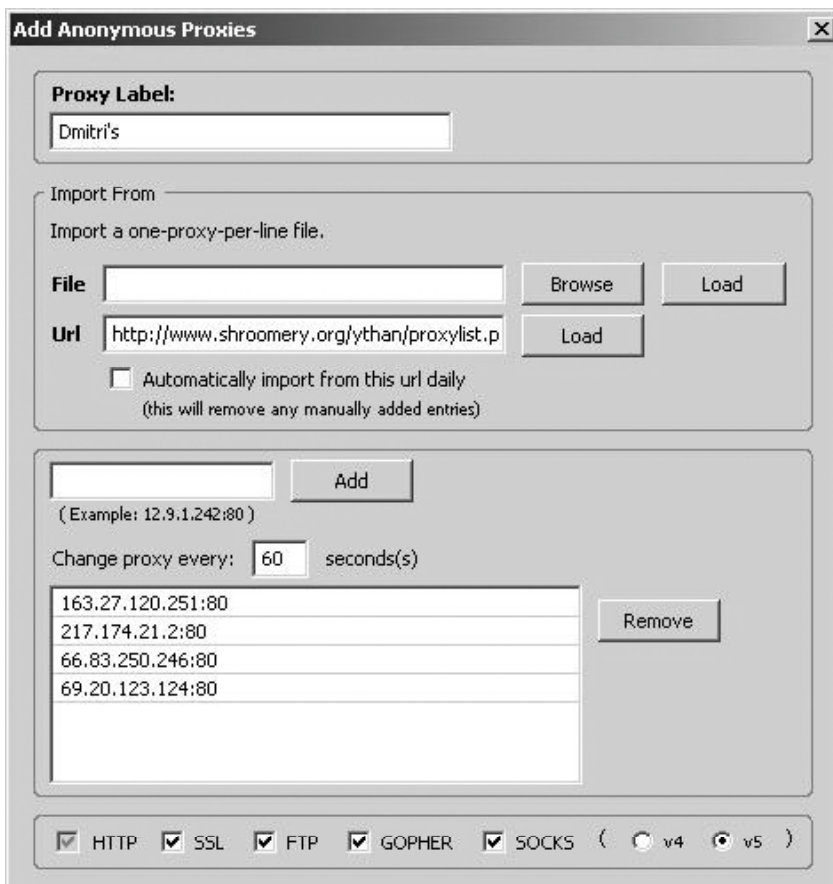 Add Anonymous Proxies
Proxy Label:
Dmitri's
Import From
Import a one-proxy-per-line file.
File Browse Load
Url http://www.shroomery.org/ythan/proxylist.p Load
Automatically import from this url daily
(this will remove any manually added entries)
Add
( Example: 12.9.1.242:80 )
Change proxy every: 60 seconds(s)
163.27.120.251:80
217.174.21.2:80
66.83.250.246:80
69.20.123.124:80
Remove
HTTP SSL FTP GOPHER SOCKS ( v4 v5 )